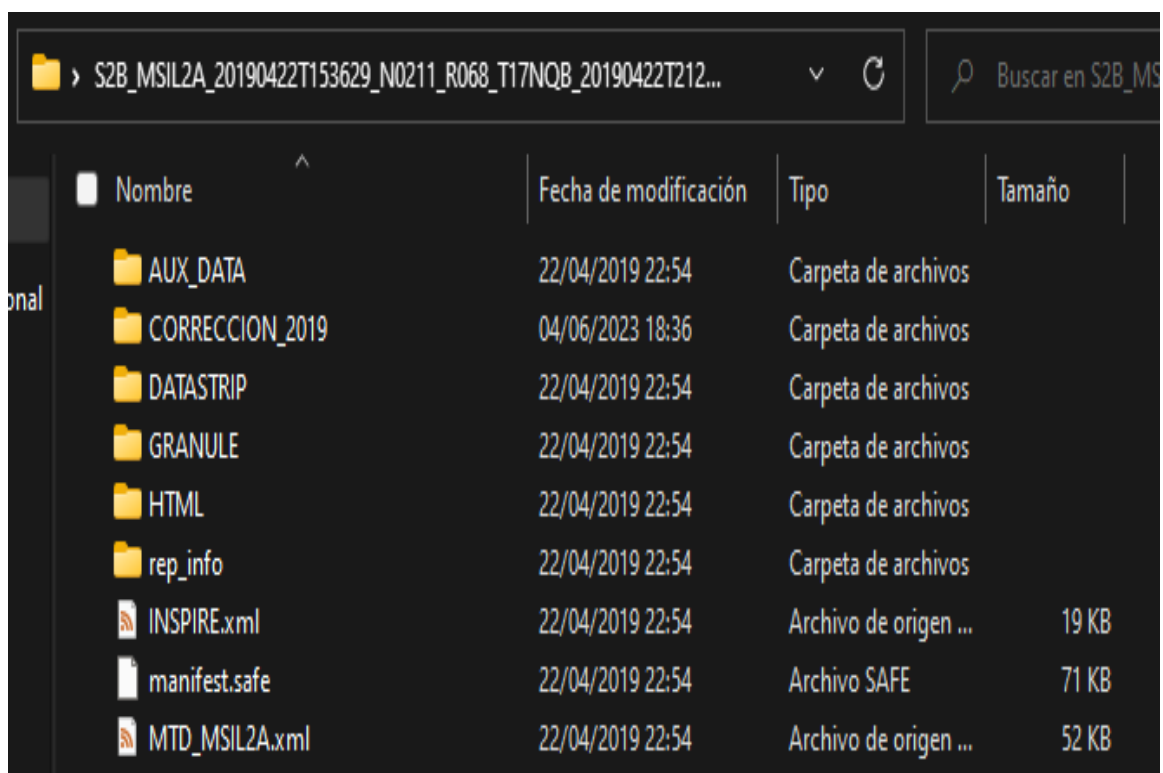 S2B_MSIL2A_20190422T153629_N0211_R068_T17NQB_20190422T212... Buscar en S2B_MS
Nombre Fecha de modificación Tipo Tamaño
onal
AUX_DATA 22/04/2019 22:54 Carpeta de archivos
CORRECCION_2019 04/06/2023 18:36 Carpeta de archivos
DATASTRIP 22/04/2019 22:54 Carpeta de archivos
GRANULE 22/04/2019 22:54 Carpeta de archivos
HTML 22/04/2019 22:54 Carpeta de archivos
rep_info 22/04/2019 22:54 Carpeta de archivos
INSPIRE.xml 22/04/2019 22:54 Archivo de origen ... 19 KB
manifest.safe 22/04/2019 22:54 Archivo SAFE 71 KB
MTD_MSIL2A.xml 22/04/2019 22:54 Archivo de origen ... 52 KB